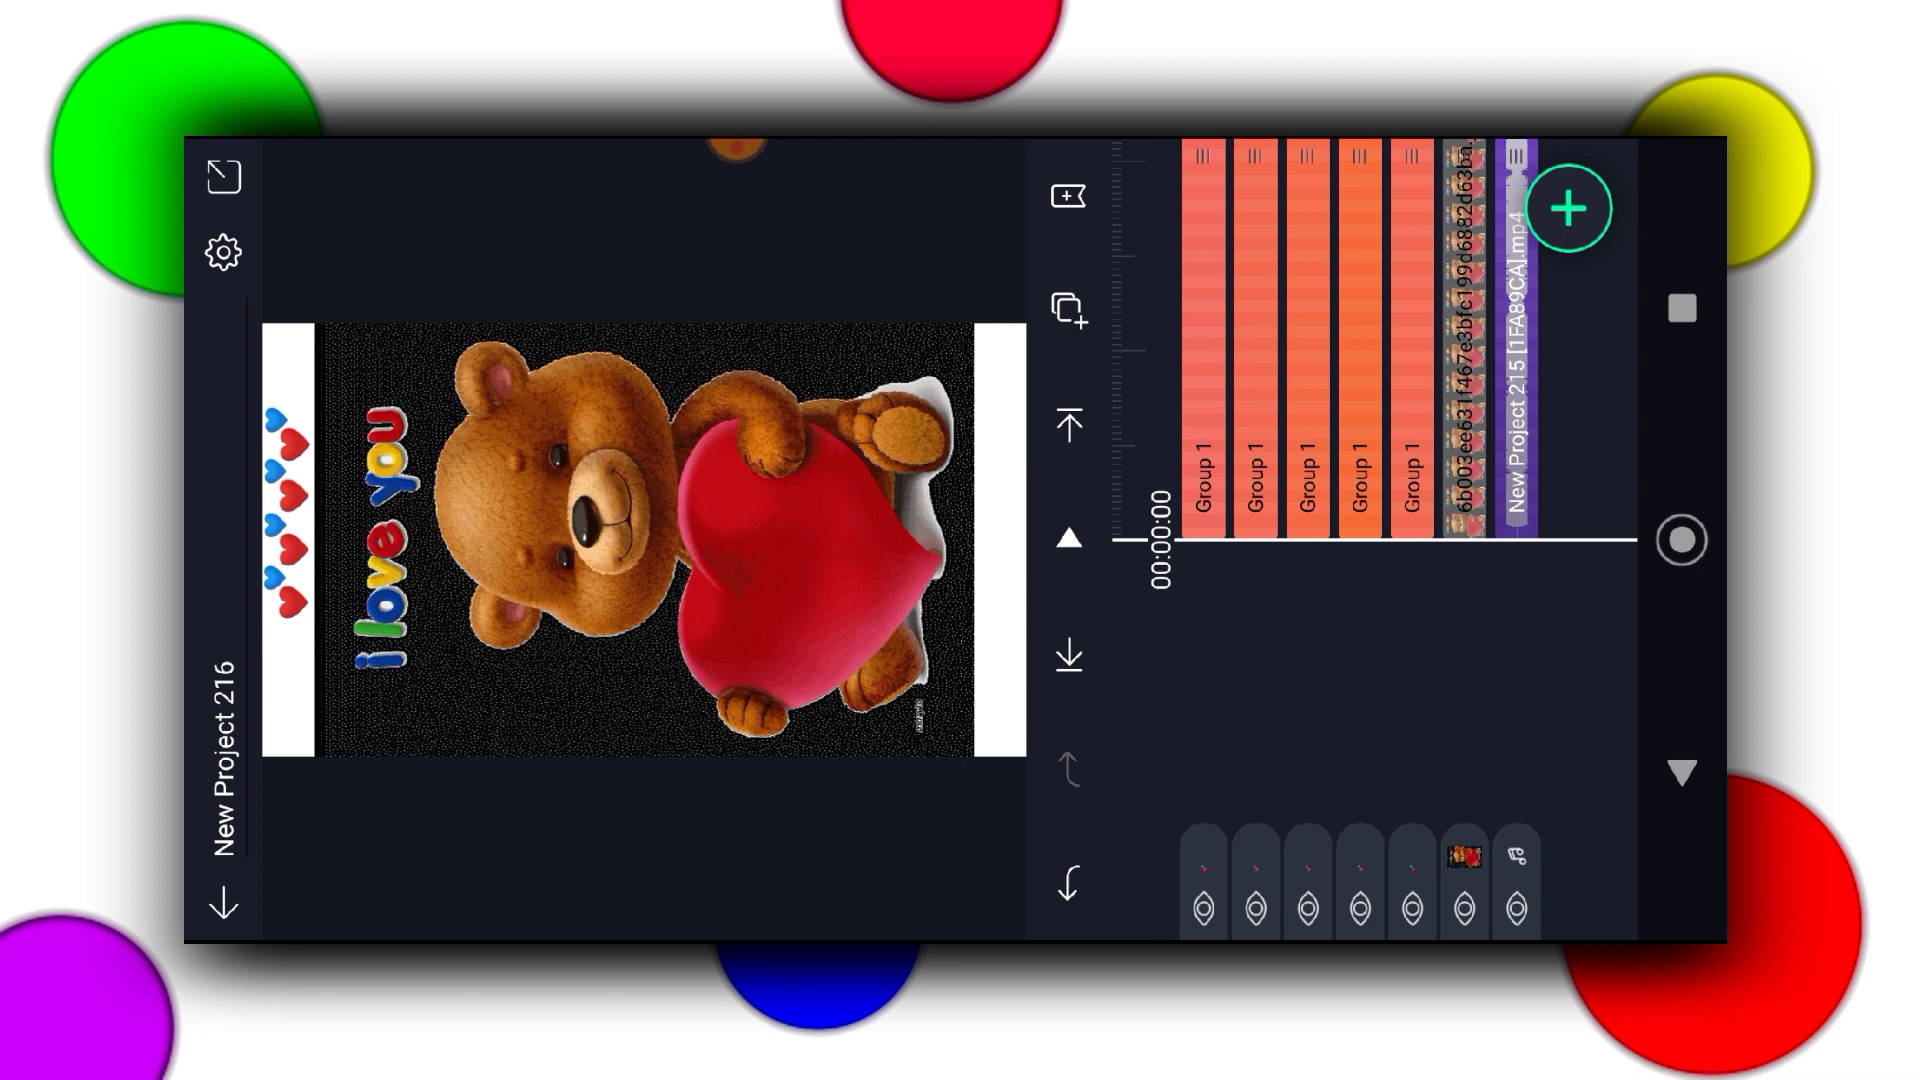 New Project 216
i love you
00:00:00
Group 1
Group 1
Group 1
Group 1
Group 1
6b003ee631f467e3bfc199d6882d63ba.
New Project 215 [1FA89CA].mp4